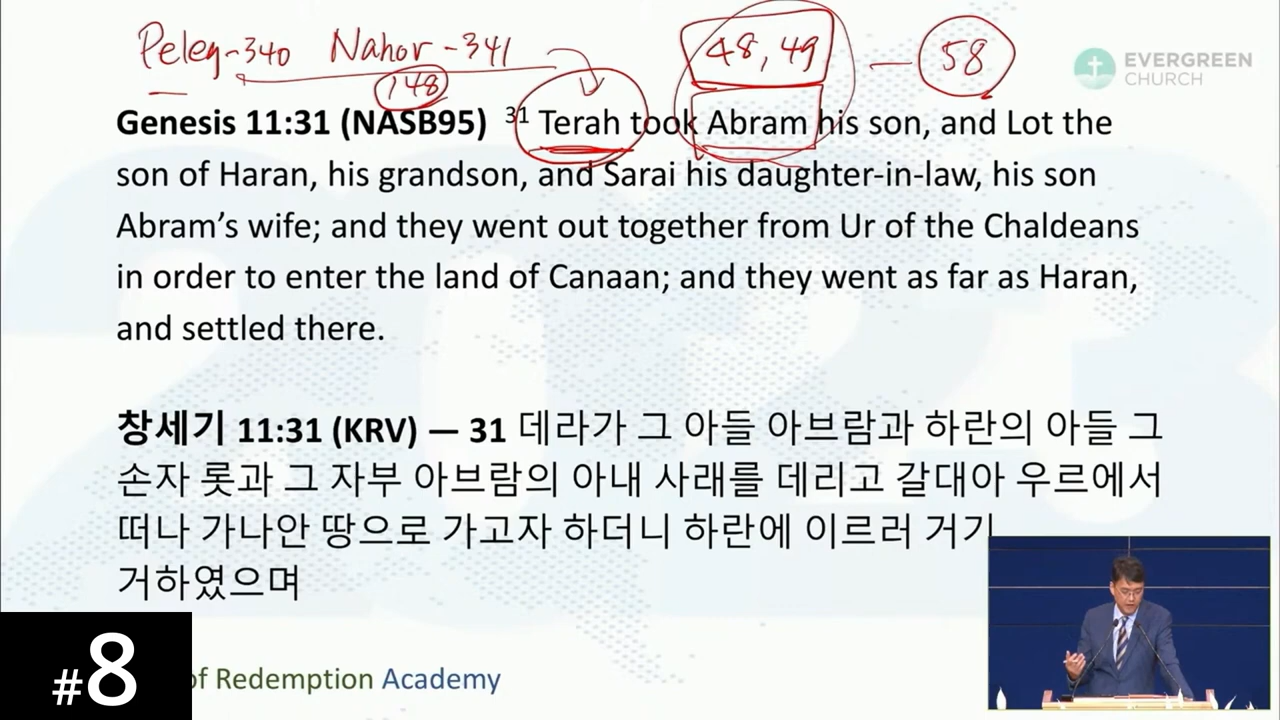 Peleg-340 Nahor -341
148
48, 49 — 58
EVERGREEN
CHURCH
Genesis 11:31 (NASB95) 31 Terah took Abram his son, and Lot the
son of Haran, his grandson, and Sarai his daughter-in-law, his son
Abram’s wife; and they went out together from Ur of the Chaldeans
in order to enter the land of Canaan; and they went as far as Haran,
and settled there.
창세기 11:31 (KRV) — 31 데라가 그 아들 아브람과 하란의 아들 그
손자 롯과 그 자부 아브람의 아내 사래를 데리고 갈대아 우르에서
떠나 가나안 땅으로 가고자 하더니 하란에 이르러 거기
거하였으며
#8
of Redemption Academy